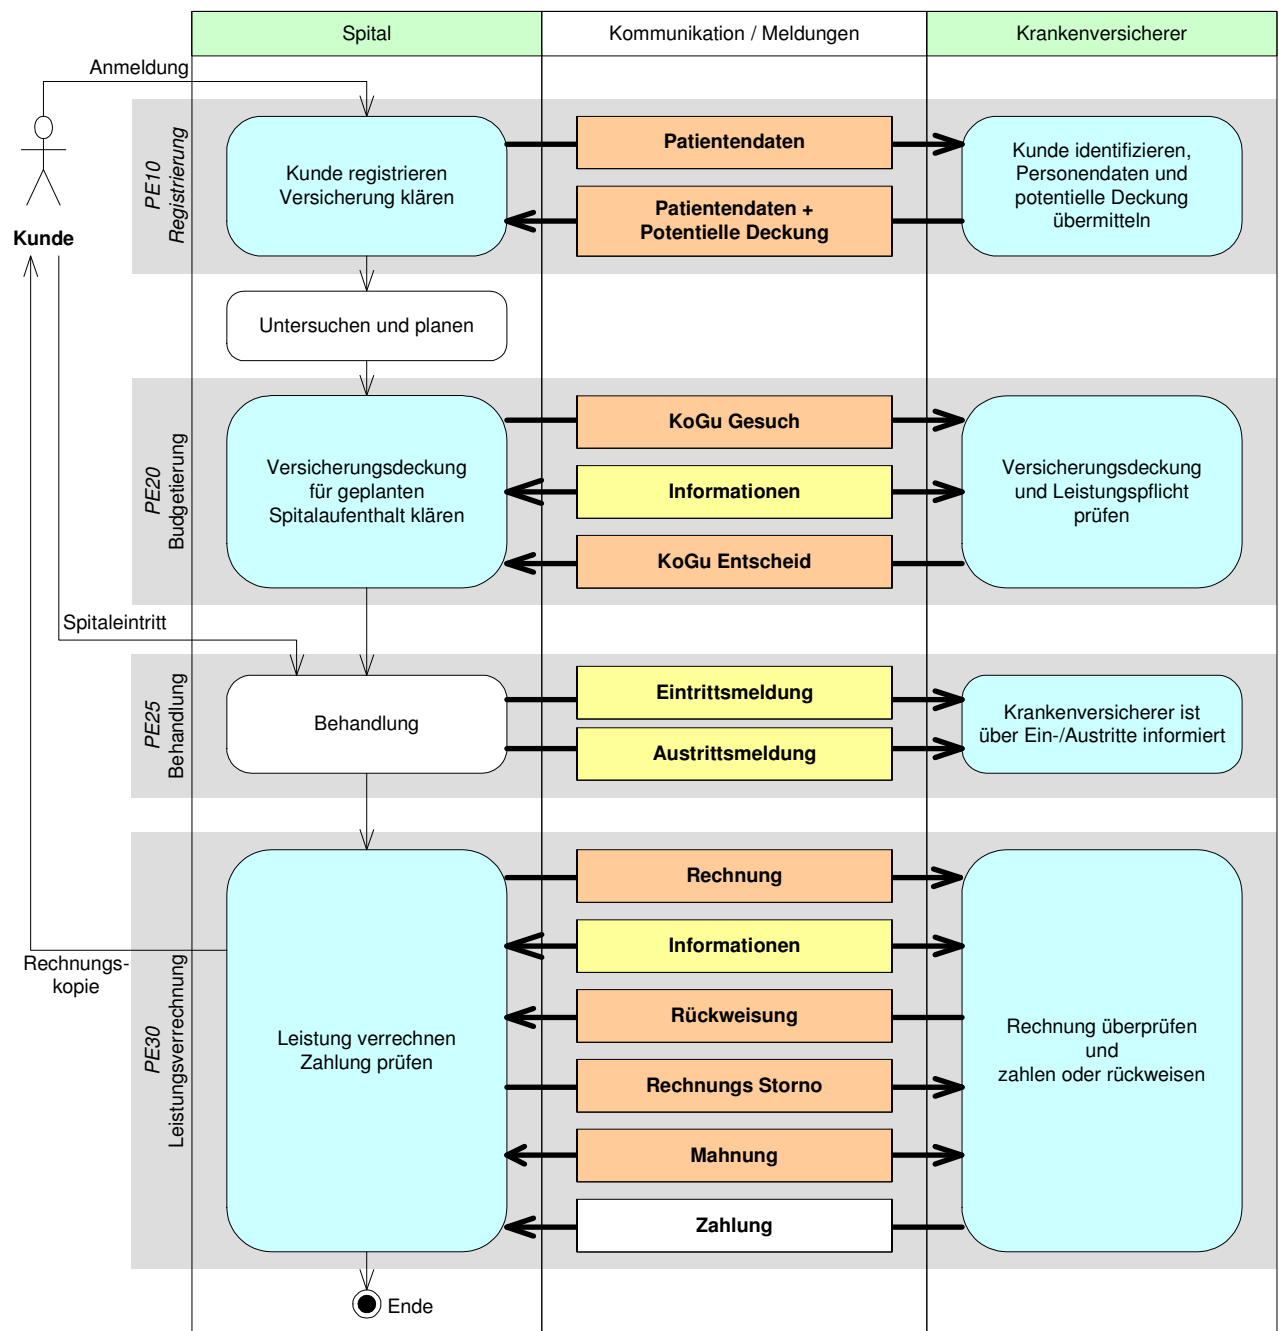 Spital
Kommunikation / Meldungen
Krankenversicherer
Anmeldung
Kunde
PE10
Registrierung
Kunde registrieren
Versicherung klären
Patientendaten
Patientendaten +
Potentielle Deckung
Kunde identifizieren,
Personendaten und
potentielle Deckung
übermitteln
Untersuchen und planen
PE20
Budgetierung
Versicherungsdeckung
für geplanten
Spitalaufenthalt klären
KoGu Gesuch
Informationen
KoGu Entscheid
Versicherungsdeckung
und Leistungspflicht
prüfen
Spitaleintritt
PE25
Behandlung
Behandlung
Eintrittsmeldung
Austrittsmeldung
Krankenversicherer ist
über Ein-/Austritte informiert
Rechnungs-
kopie
PE30
Leistungsverrechnung
Leistung verrechnen
Zahlung prüfen
Rechnung
Informationen
Rückweisung
Rechnungs Storno
Mahnung
Zahlung
Rechnung überprüfen
und
zahlen oder rückweisen
Ende